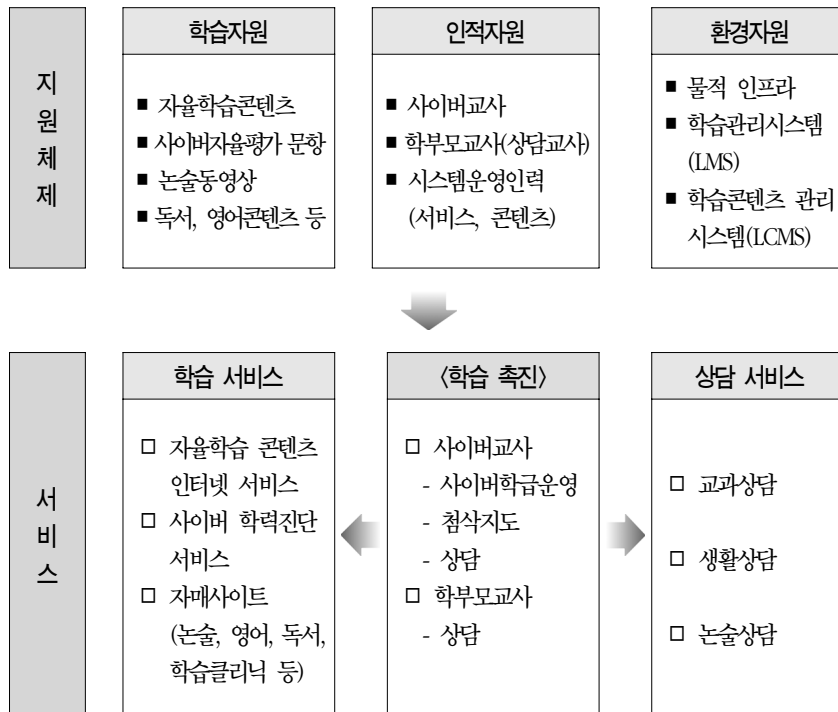 지
원
체
제
학습자원
■ 자율학습콘텐츠
■ 사이버자율평가 문항
■ 논술동영상
■ 독서, 영어콘텐츠 등
인적자원
■ 사이버교사
■ 학부모교사(상담교사)
■ 시스템운영인력
(서비스, 콘텐츠)
환경자원
■ 물적 인프라
■ 학습관리시스템
(LMS)
■ 학습콘텐츠 관리
시스템(LCMS)
서
비
스
학습 서비스
□ 자율학습 콘텐츠
인터넷 서비스
□ 사이버 학력진단
서비스
□ 자매사이트
(논술, 영어, 독서,
학습클리닉 등)
〈학습 촉진〉
□ 사이버교사
- 사이버학급운영
- 첨삭지도
- 상담
□ 학부모교사
- 상담
상담 서비스
□ 교과상담
□ 생활상담
□ 논술상담